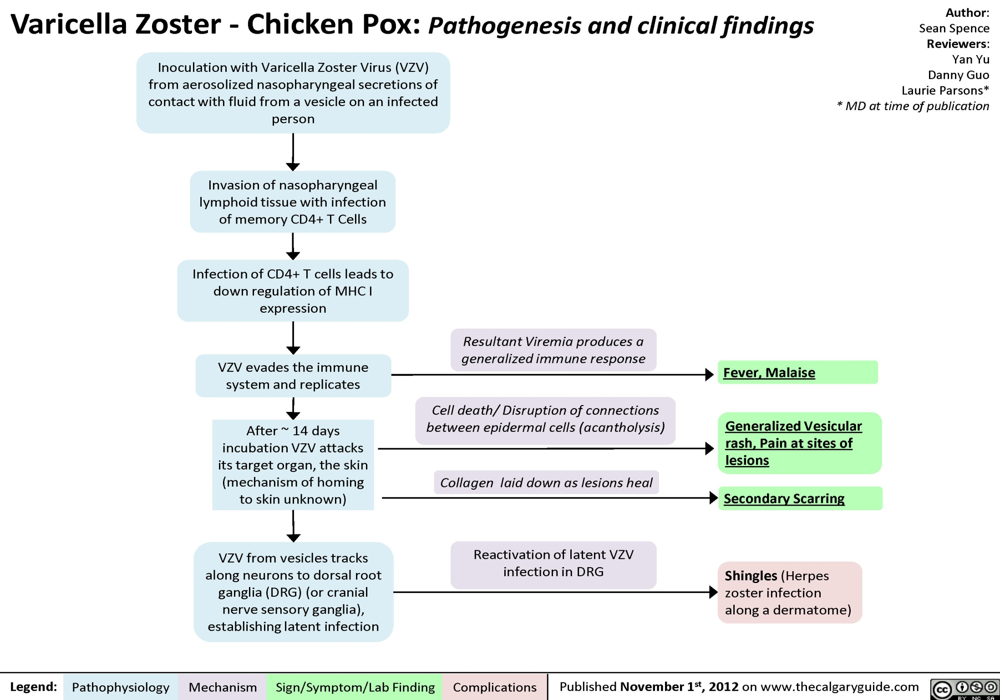 Varicella Zoster - Chicken Pox: Pathogenesis and clinical findings
Author:
Sean Spence
Reviewers:
Yan Yu
Danny Guo
Laurie Parsons*
* MD at time of publication
Inoculation with Varicella Zoster Virus (VZV)
from aerosolized nasopharyngeal secretions of
contact with fluid from a vesicle on an infected
person
Invasion of nasopharyngeal
lymphoid tissue with infection
of memory CD4+ T Cells
Infection of CD4+ T cells leads to
down regulation of MHC I
expression
VZV evades the immune
system and replicates
Resultant Viremia produces a
generalized immune response
Fever, Malaise
After ~ 14 days
incubation VZV attacks
its target organ, the skin
(mechanism of homing
to skin unknown)
Cell death/ Disruption of connections
between epidermal cells (acantholysis)
Generalized Vesicular
rash, Pain at sites of
lesions
Collagen laid down as lesions heal
Secondary Scarring
VZV from vesicles tracks
along neurons to dorsal root
ganglia (DRG) (or cranial
nerve sensory ganglia),
establishing latent infection
Reactivation of latent VZV
infection in DRG
Shingles (Herpes
zoster infection
along a dermatome)
Legend: Pathophysiology Mechanism Sign/Symptom/Lab Finding Complications Published November 1st, 2012 on www.thecalgaryguide.com
cc
BY NC SA